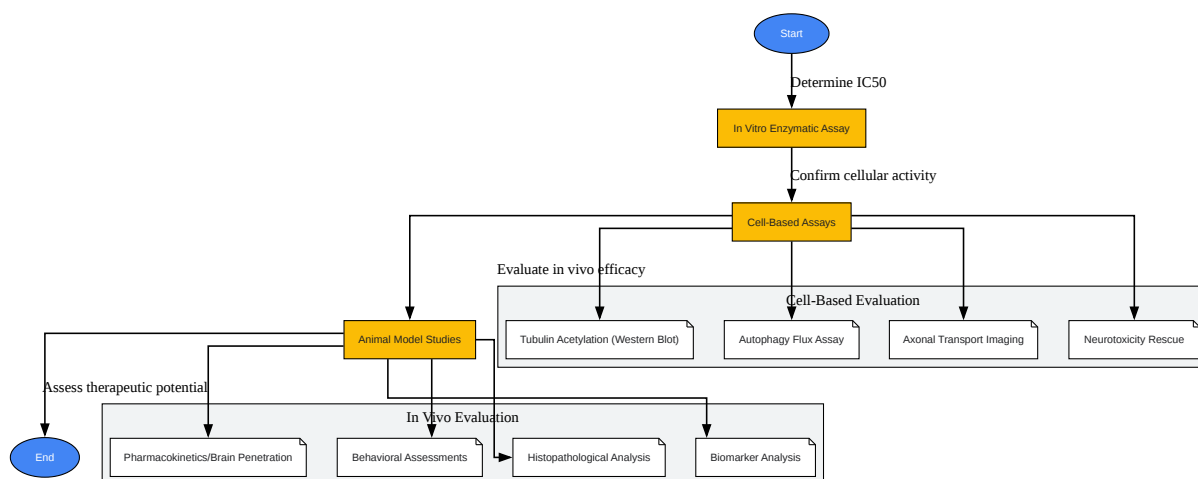 Start
Determine IC50
In Vitro Enzymatic Assay
Confirm cellular activity
Cell-Based Assays
Evaluate in vivo efficacy
Cell-Based Evaluation
Tubulin Acetylation (Western Blot)
Autophagy Flux Assay
Axonal Transport Imaging
Neurotoxicity Rescue
Animal Model Studies
Assess therapeutic potential
In Vivo Evaluation
End
Pharmacokinetics/Brain Penetration
Behavioral Assessments
Histopathological Analysis
Biomarker Analysis